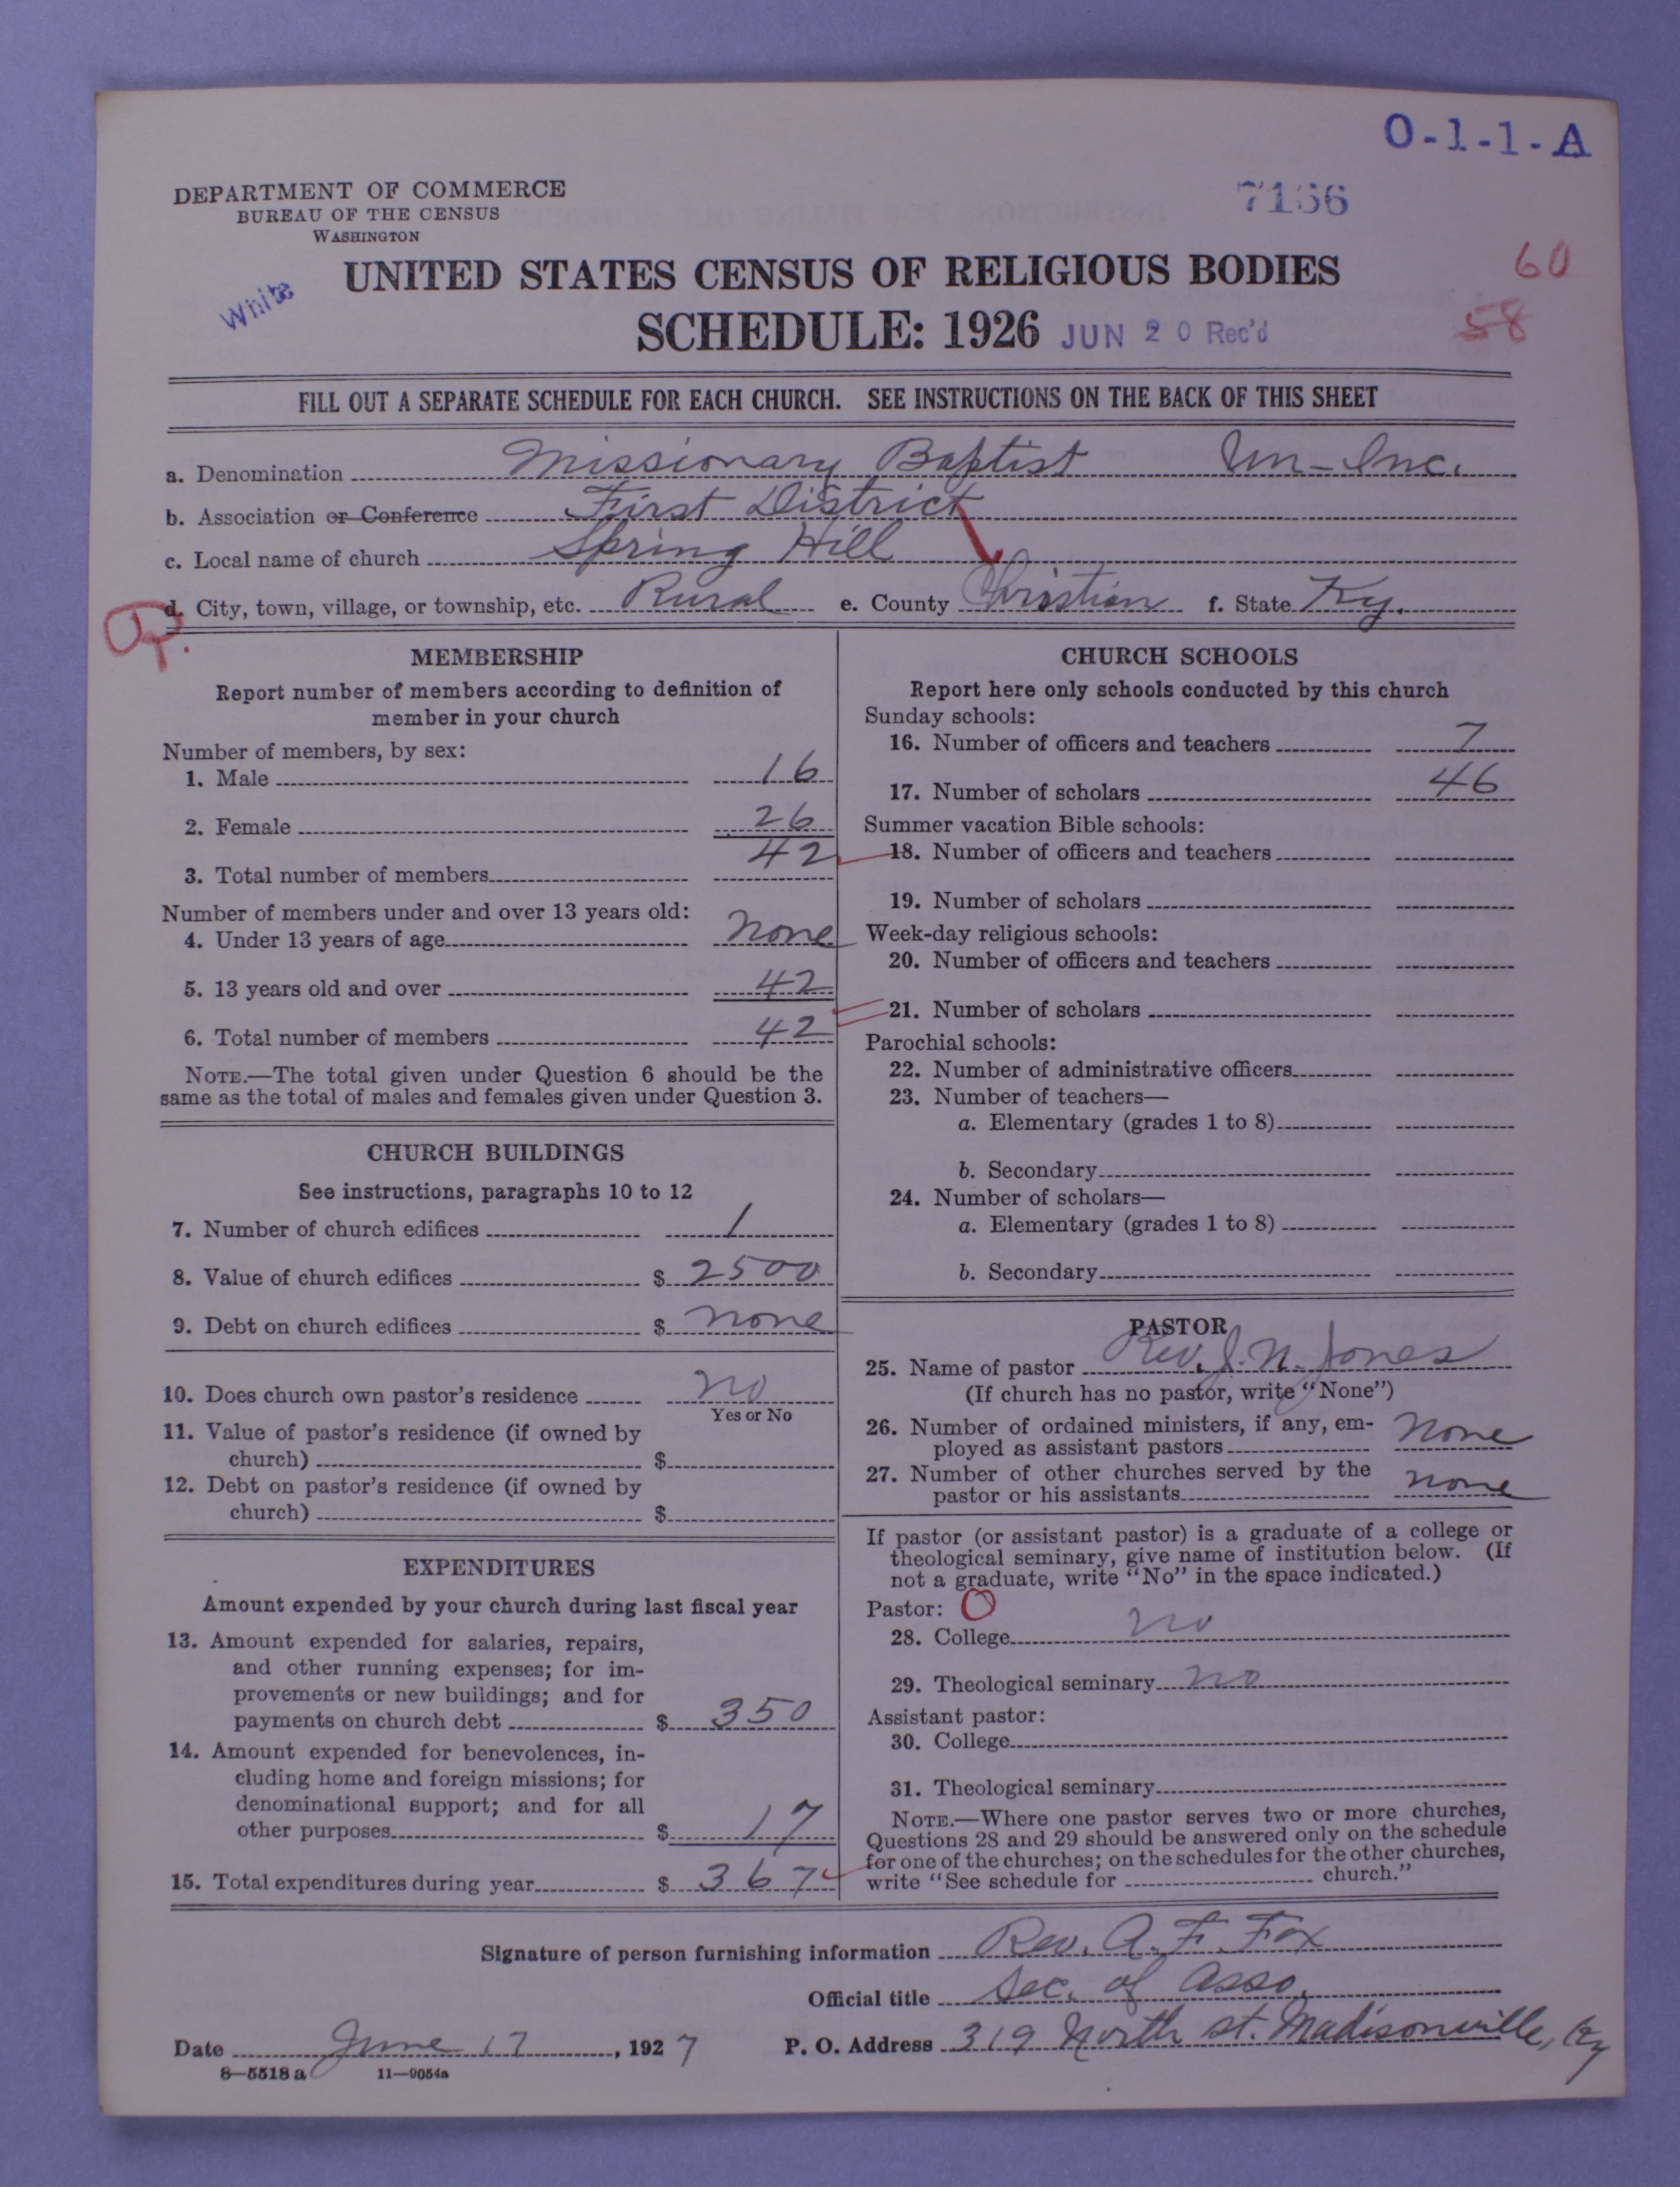 O-1-1-A
DEPARTMENT OF COMMERCE
BUREAU OF THE CENSUS
WASHINGTON
7166
White
UNITED STATES CENSUS OF RELIGIOUS BODIES
60
SCHEDULE: 1926 JUN 20 Rec'd
58
FILL OUT A SEPARATE SCHEDULE FOR EACH CHURCH. SEE INSTRUCTIONS ON THE BACK OF THIS SHEET
a. Denomination Missionary Baptist Un-Inc.
b. Association or Conference First District
c. Local name of church Spring Hill
d. City, town, village, or township, etc. Rural e. County Christian f. State Ky.
MEMBERSHIP
Report number of members according to definition of
member in your church
Number of members, by sex:
1. Male 16
2. Female 26
3. Total number of members 42
Number of members under and over 13 years old:
4. Under 13 years of age none
5. 13 years old and over 42
6. Total number of members 42
NOTE.—The total given under Question 6 should be the
same as the total of males and females given under Question 3.
CHURCH BUILDINGS
See instructions, paragraphs 10 to 12
7. Number of church edifices 1
8. Value of church edifices $ 2500
9. Debt on church edifices $ none
10. Does church own pastor's residence no
Yes or No
11. Value of pastor's residence (if owned by
church) $
12. Debt on pastor's residence (if owned by
church) $
EXPENDITURES
Amount expended by your church during last fiscal year
13. Amount expended for salaries, repairs,
and other running expenses; for im-
provements or new buildings; and for
payments on church debt $ 350
14. Amount expended for benevolences, in-
cluding home and foreign missions; for
denominational support; and for all
other purposes $ 17
15. Total expenditures during year $ 367
CHURCH SCHOOLS
Report here only schools conducted by this church
Sunday schools:
16. Number of officers and teachers 7
17. Number of scholars 46
Summer vacation Bible schools:
18. Number of officers and teachers
19. Number of scholars
Week-day religious schools:
20. Number of officers and teachers
21. Number of scholars
Parochial schools:
22. Number of administrative officers
23. Number of teachers—
a. Elementary (grades 1 to 8)
b. Secondary
24. Number of scholars—
a. Elementary (grades 1 to 8)
b. Secondary
PASTOR
25. Name of pastor Rev. J. N. Jones
(If church has no pastor, write "None")
26. Number of ordained ministers, if any, em-
ployed as assistant pastors None
27. Number of other churches served by the
pastor or his assistants none
If pastor (or assistant pastor) is a graduate of a college or
theological seminary, give name of institution below. (If
not a graduate, write "No" in the space indicated.)
Pastor: O
28. College no
29. Theological seminary no
Assistant pastor:
30. College
31. Theological seminary
NOTE.—Where one pastor serves two or more churches,
Questions 28 and 29 should be answered only on the schedule
for one of the churches; on the schedules for the other churches,
write "See schedule for church."
Signature of person furnishing information Rev. A. F. Fox
Official title Sec. of Asso.
Date June 17, 1927 P. O. Address 319 North st. Madisonville, Ky
8-5518 a 11-9054a